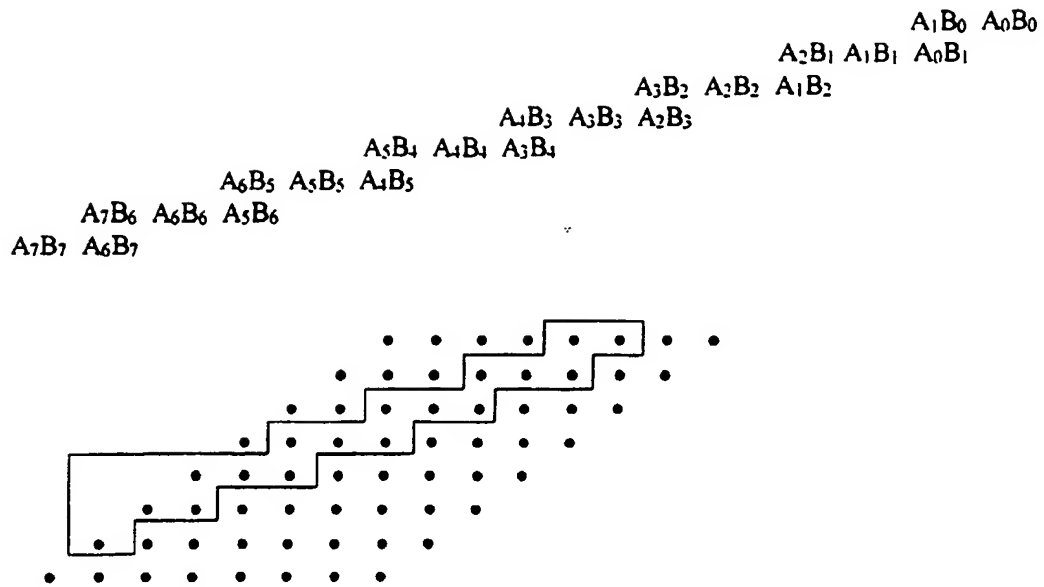 A₁B₀ A₀B₀
A₂B₁ A₁B₁ A₀B₁
A₃B₂ A₂B₂ A₁B₂
A₄B₃ A₃B₃ A₂B₃
A₅B₄ A₄B₄ A₃B₄
A₆B₅ A₅B₅ A₄B₅
A₇B₆ A₆B₆ A₅B₆
A₇B₇ A₆B₇